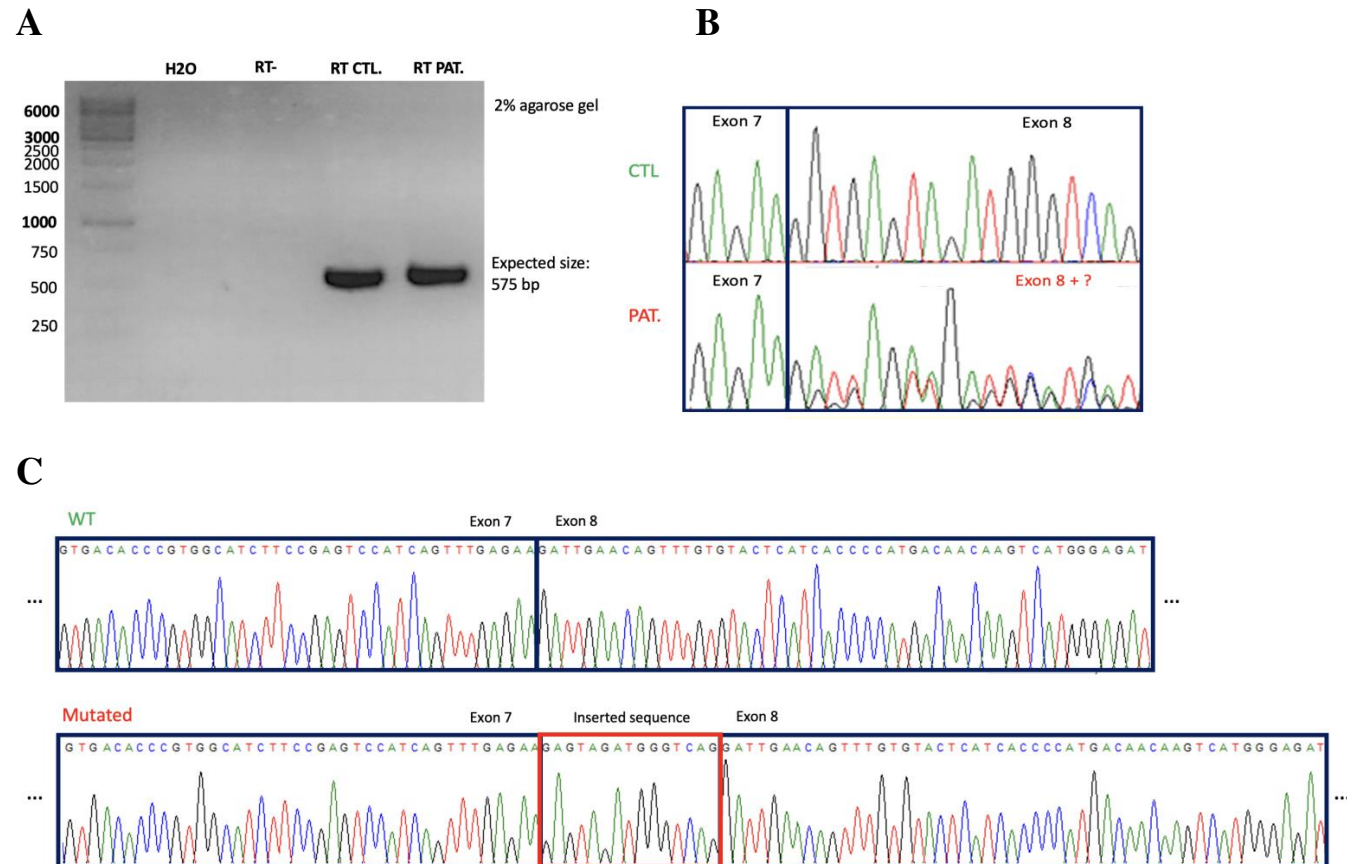 A
B
H2O RT- RT CTL. RT PAT.
6000
3000
2500
2000
1500
1000
750
500
250
2% agarose gel
Expected size:
575 bp
CTL
Exon 7 Exon 8
PAT.
Exon 7 Exon 8 + ?
C
WT
Exon 7 Exon 8
GTGACACCCGTGGCATCTTCCGAGTCCATCAGTTTGAGAAGATTGAACAGTTTGTGTACTCATCACCCCATGACAACAAGTCATGGGAGAT
... ...
Mutated
Exon 7 Inserted sequence Exon 8
GTGACACCCGTGGCATCTTCCGAGTCCATCAGTTTGAGAAGAGTAGATGGGTCAGGATTGAACAGTTTGTGTACTCATCACCCCATGACAACAAGTCATGGGAGAT
... ...